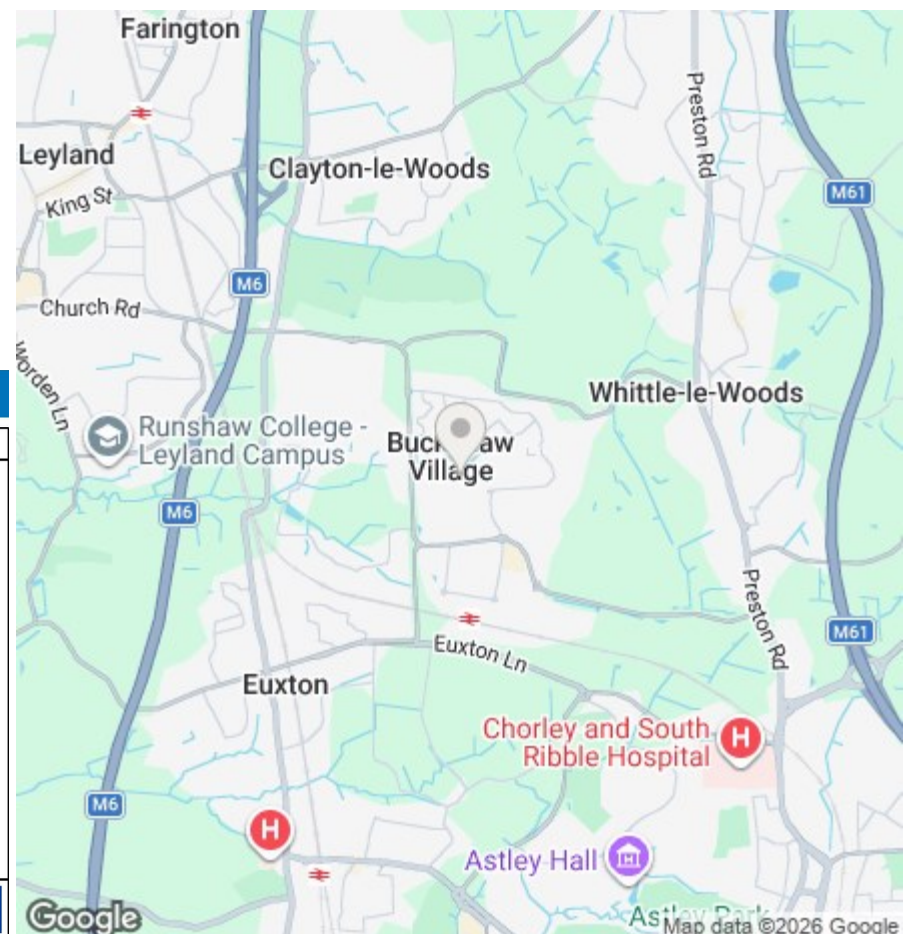 Farington
Leyland
Clayton-le-Woods
Preston Rd
King St
M61
M6
Church Rd
Worden Ln
Whittle-le-Woods
Runshaw College -
Leyland Campus
Village
M6
Preston Rd
M61
Euxton Ln
Euxton
Chorley and South
Ribble Hospital
H
M6
H
Astley Hall
Google
Map data ©2026 Google